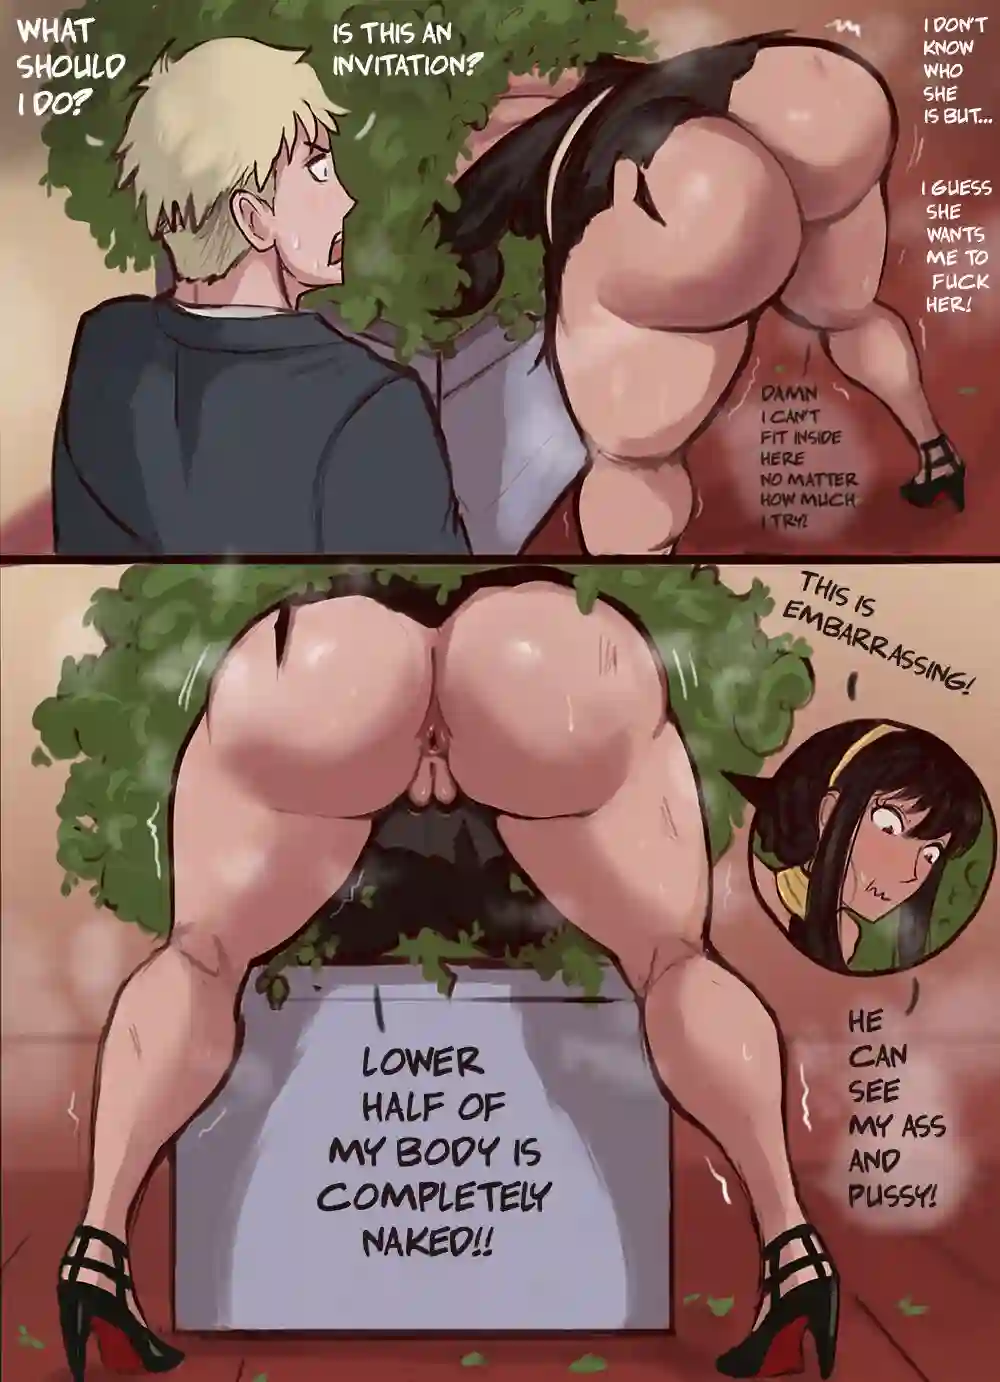 WHAT
SHOULD
I DO?
IS THIS AN
INVITATION?
I DON'T
KNOW
WHO
SHE
IS BUT...
I GUESS
SHE
WANTS
ME TO
FUCK
HER!
DAMN
I CAN'T
FIT INSIDE
HERE
NO MATTER
HOW MUCH
I TRY!
THIS IS
EMBARRASSING!
LOWER
HALF OF
MY BODY IS
COMPLETELY
NAKED!!
HE
CAN
SEE
MY ASS
AND
PUSSY!